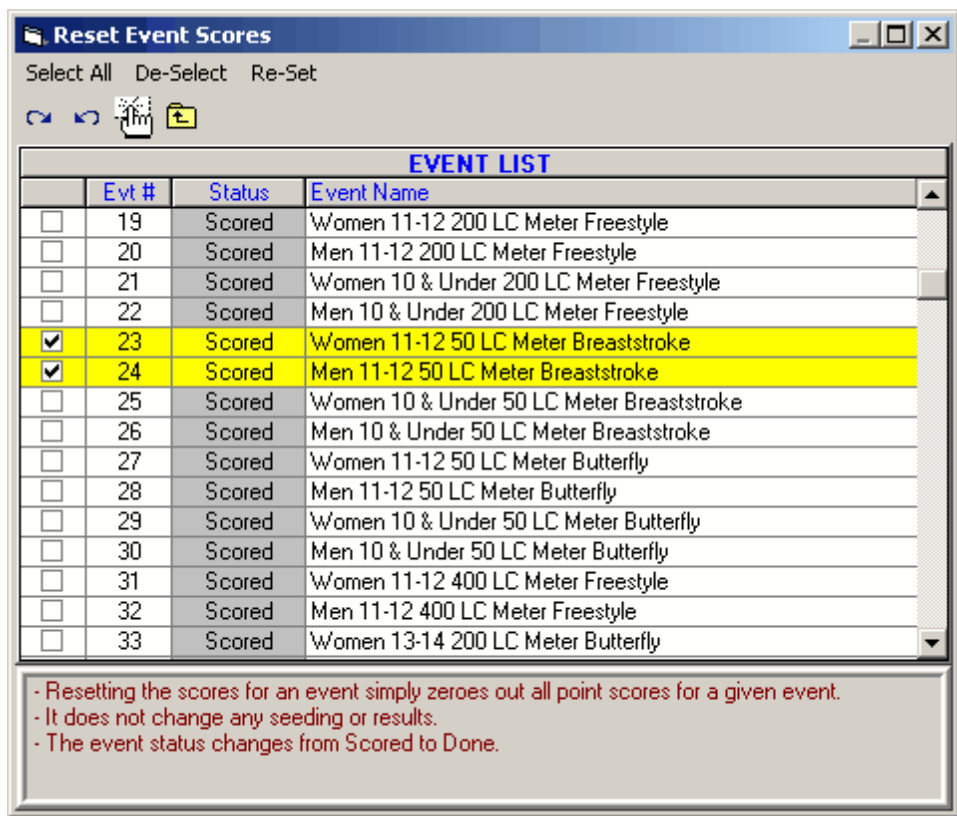 Reset Event Scores
Select All De-Select Re-Set
EVENT LIST
Evt # Status Event Name
19 Scored Women 11-12 200 LC Meter Freestyle
20 Scored Men 11-12 200 LC Meter Freestyle
21 Scored Women 10 & Under 200 LC Meter Freestyle
22 Scored Men 10 & Under 200 LC Meter Freestyle
23 Scored Women 11-12 50 LC Meter Breaststroke
24 Scored Men 11-12 50 LC Meter Breaststroke
25 Scored Women 10 & Under 50 LC Meter Breaststroke
26 Scored Men 10 & Under 50 LC Meter Breaststroke
27 Scored Women 11-12 50 LC Meter Butterfly
28 Scored Men 11-12 50 LC Meter Butterfly
29 Scored Women 10 & Under 50 LC Meter Butterfly
30 Scored Men 10 & Under 50 LC Meter Butterfly
31 Scored Women 11-12 400 LC Meter Freestyle
32 Scored Men 11-12 400 LC Meter Freestyle
33 Scored Women 13-14 200 LC Meter Butterfly
- Resetting the scores for an event simply zeroes out all point scores for a given event.
- It does not change any seeding or results.
- The event status changes from Scored to Done.